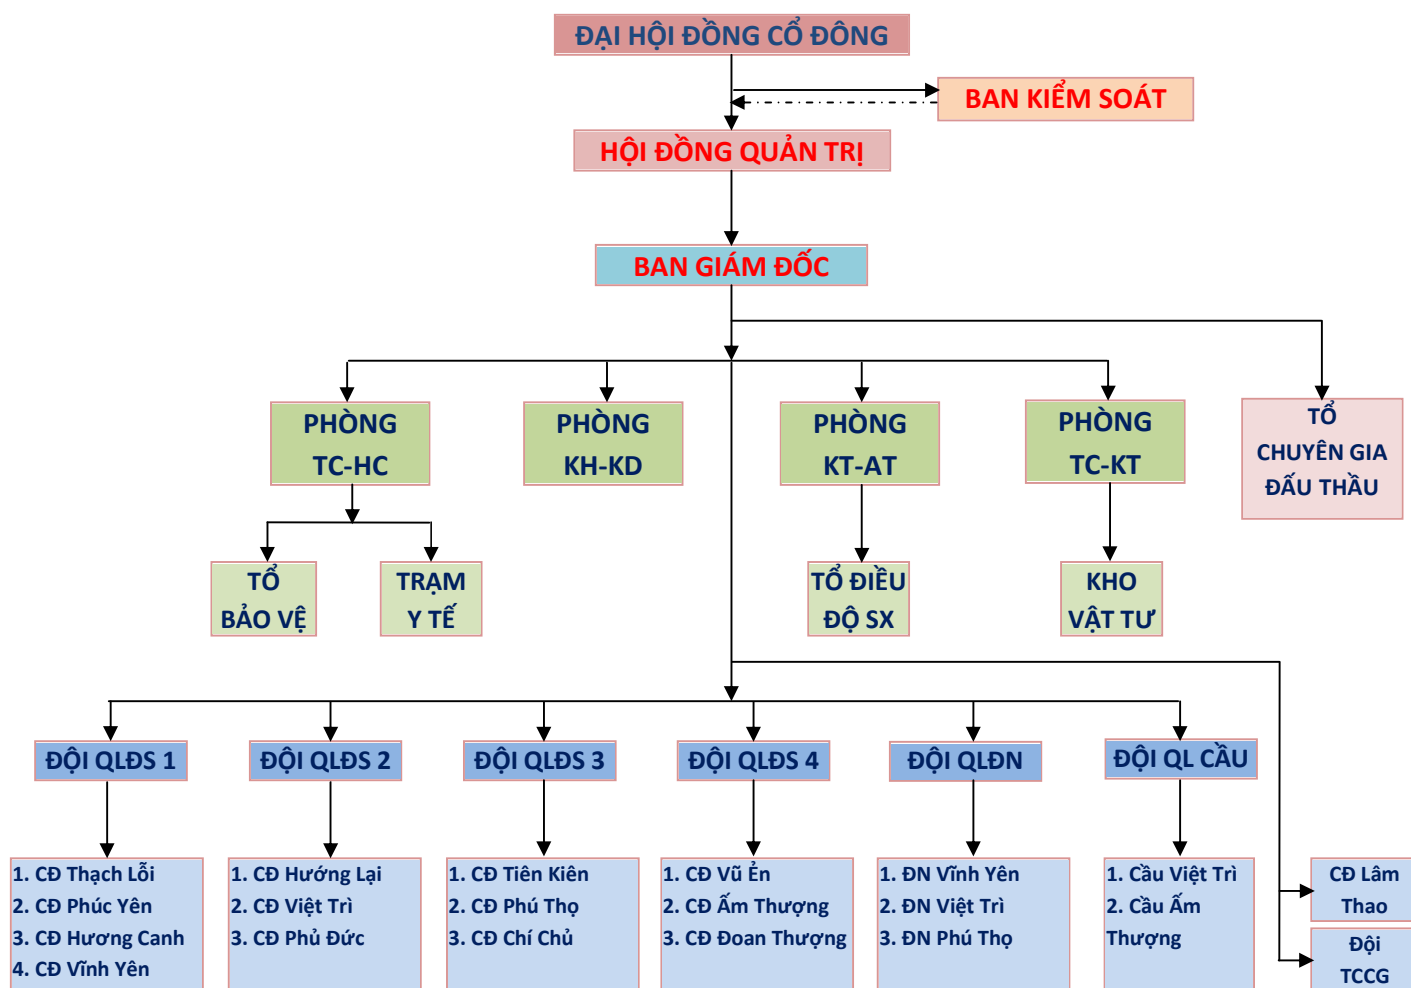 ĐẠI HỘI ĐỒNG CỔ ĐÔNG
BAN KIỂM SOÁT
HỘI ĐỒNG QUẢN TRỊ
BAN GIÁM ĐỐC
PHÒNG
TC-HC
PHÒNG
KH-KD
PHÒNG
KT-AT
PHÒNG
TC-KT
TỔ
CHUYÊN GIA
ĐẤU THẦU
TỔ
BẢO VỆ
TRẠM
Y TẾ
TỔ ĐIỀU
ĐỘ SX
KHO
VẬT TƯ
ĐỘI QLĐS 1
ĐỘI QLĐS 2
ĐỘI QLĐS 3
ĐỘI QLĐS 4
ĐỘI QLĐN
ĐỘI QL CẦU
1. CĐ Thạch Lỗi
2. CĐ Phúc Yên
3. CĐ Hương Canh
4. CĐ Vĩnh Yên
1. CĐ Hướng Lại
2. CĐ Việt Trì
3. CĐ Phủ Đức
1. CĐ Tiên Kiên
2. CĐ Phú Thọ
3. CĐ Chí Chủ
1. CĐ Vũ Ẻn
2. CĐ Ấm Thượng
3. CĐ Đoan Thượng
1. ĐN Vĩnh Yên
2. ĐN Việt Trì
3. ĐN Phú Thọ
1. Cầu Việt Trì
2. Cầu Ấm
Thượng
CĐ Lâm
Thao
Đội
TCCG